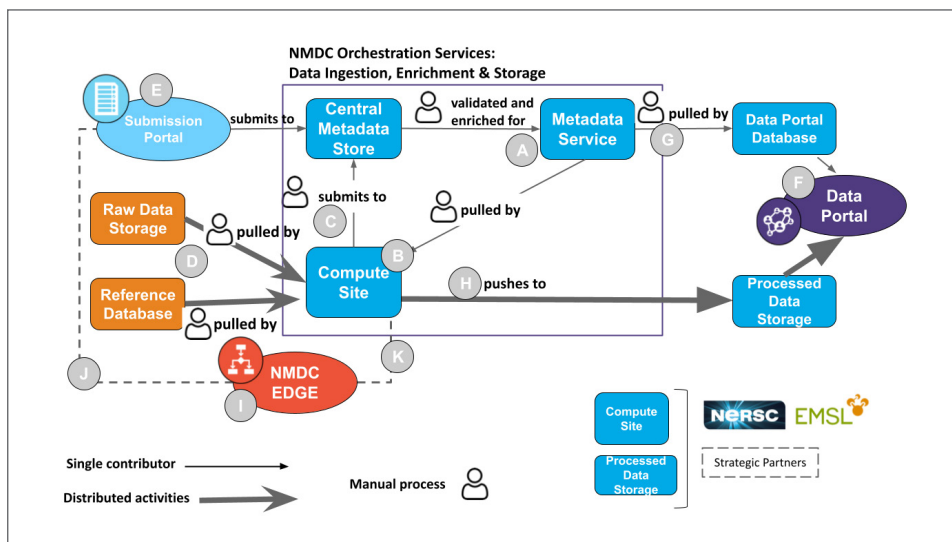 NMDC Orchestration Services:
Data Ingestion, Enrichment & Storage
E
Submission
Portal
submits to
Central
Metadata
Store
validated and
enriched for
A
Metadata
Service
pulled by
G
Data Portal
Database
F
Data
Portal
submits to
C
pulled by
B
Raw Data
Storage
pulled by
D
Compute
Site
H
pushes to
Processed
Data
Storage
Reference
Database
pulled by
J
K
NMDC
EDGE
I
Compute
Site
NERSC
EMSL
Processed
Data
Storage
Strategic Partners
Single contributor
Manual process
Distributed activities